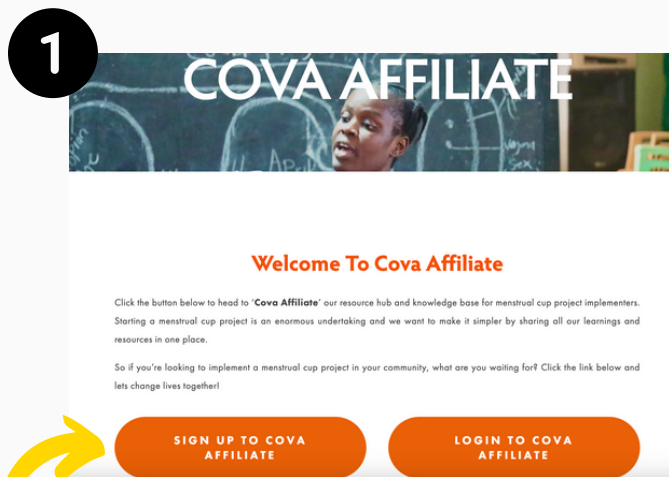 1
COVA AFFILIATE
April
Vagina
Sex
Welcome To Cova Affiliate
Click the button below to head to ‘Cova Affiliate’ our resource hub and knowledge base for menstrual cup project implementers.
Starting a menstrual cup project is an enormous undertaking and we want to make it simpler by sharing all our learnings and
resources in one place.
So if you’re looking to implement a menstrual cup project in your community, what are you waiting for? Click the link below and
lets change lives together!
SIGN UP TO COVA
AFFILIATE
LOGIN TO COVA
AFFILIATE